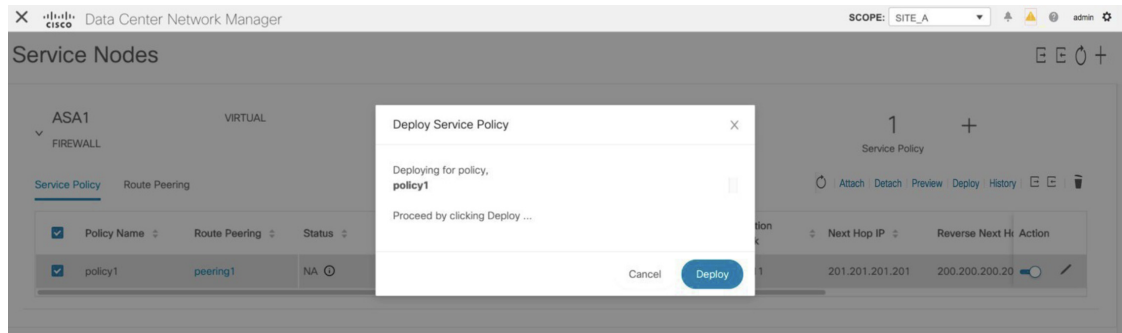 CISCO Data Center Network Manager SCOPE: SITE_A admin
Service Nodes
ASA1 VIRTUAL
FIREWALL
1
Service Policy
Deploy Service Policy
Deploying for policy,
policy1
Proceed by clicking Deploy ...
Cancel Deploy
Service Policy Route Peering Attach Detach Preview Deploy History
Policy Name Route Peering Status Next Hop IP Reverse Next Action
policy1 peering1 NA 201.201.201.201 200.200.200.20